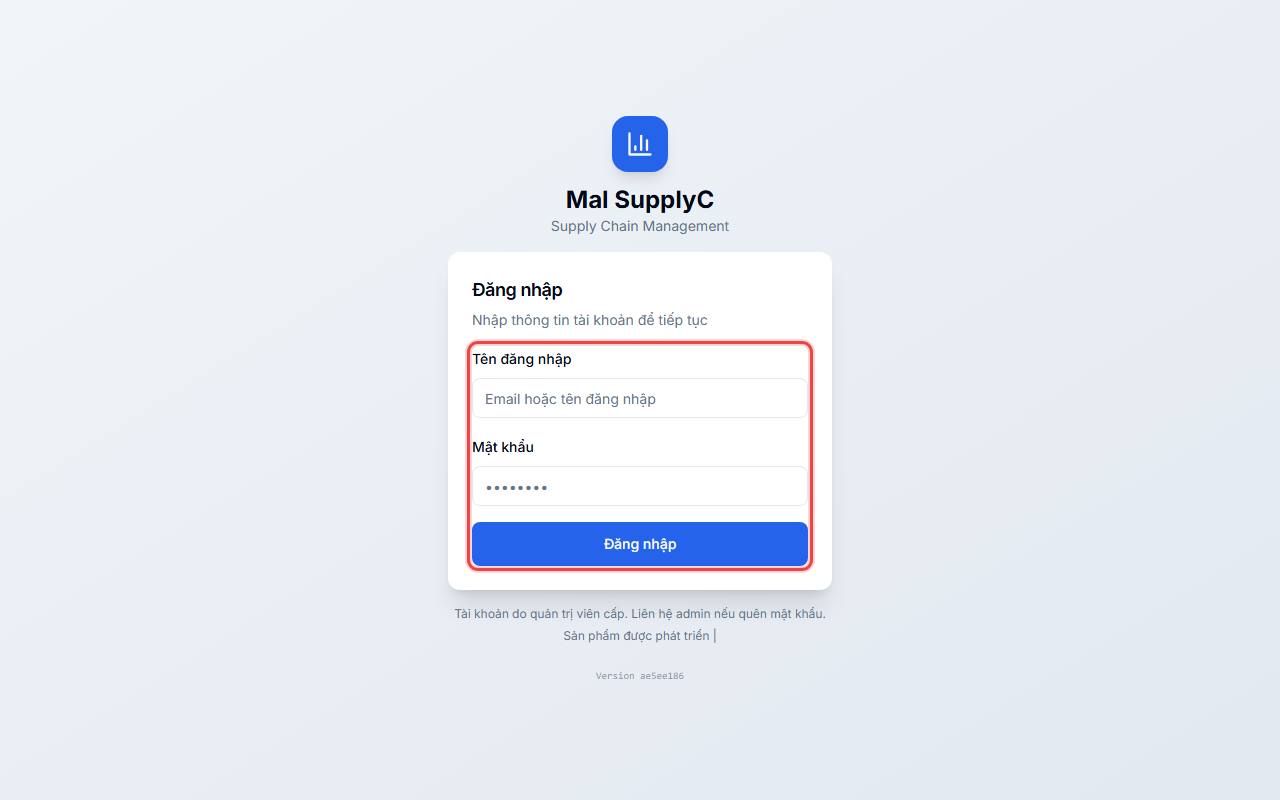 Mal SupplyC
Supply Chain Management
Đăng nhập
Nhập thông tin tài khoản để tiếp tục
Tên đăng nhập
Email hoặc tên đăng nhập
Mật khẩu
••••••••
Đăng nhập
Tài khoản do quản trị viên cấp. Liên hệ admin nếu quên mật khẩu.
Sản phẩm được phát triển |
Version ae5ee186